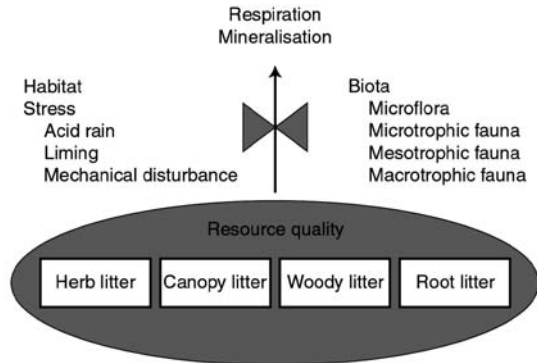 Respiration
Mineralisation
Habitat
Stress
Acid rain
Liming
Mechanical disturbance
Biota
Microflora
Microtrophic fauna
Mesotrophic fauna
Macrotrophic fauna
Resource quality
Herb litter
Canopy litter
Woody litter
Root litter